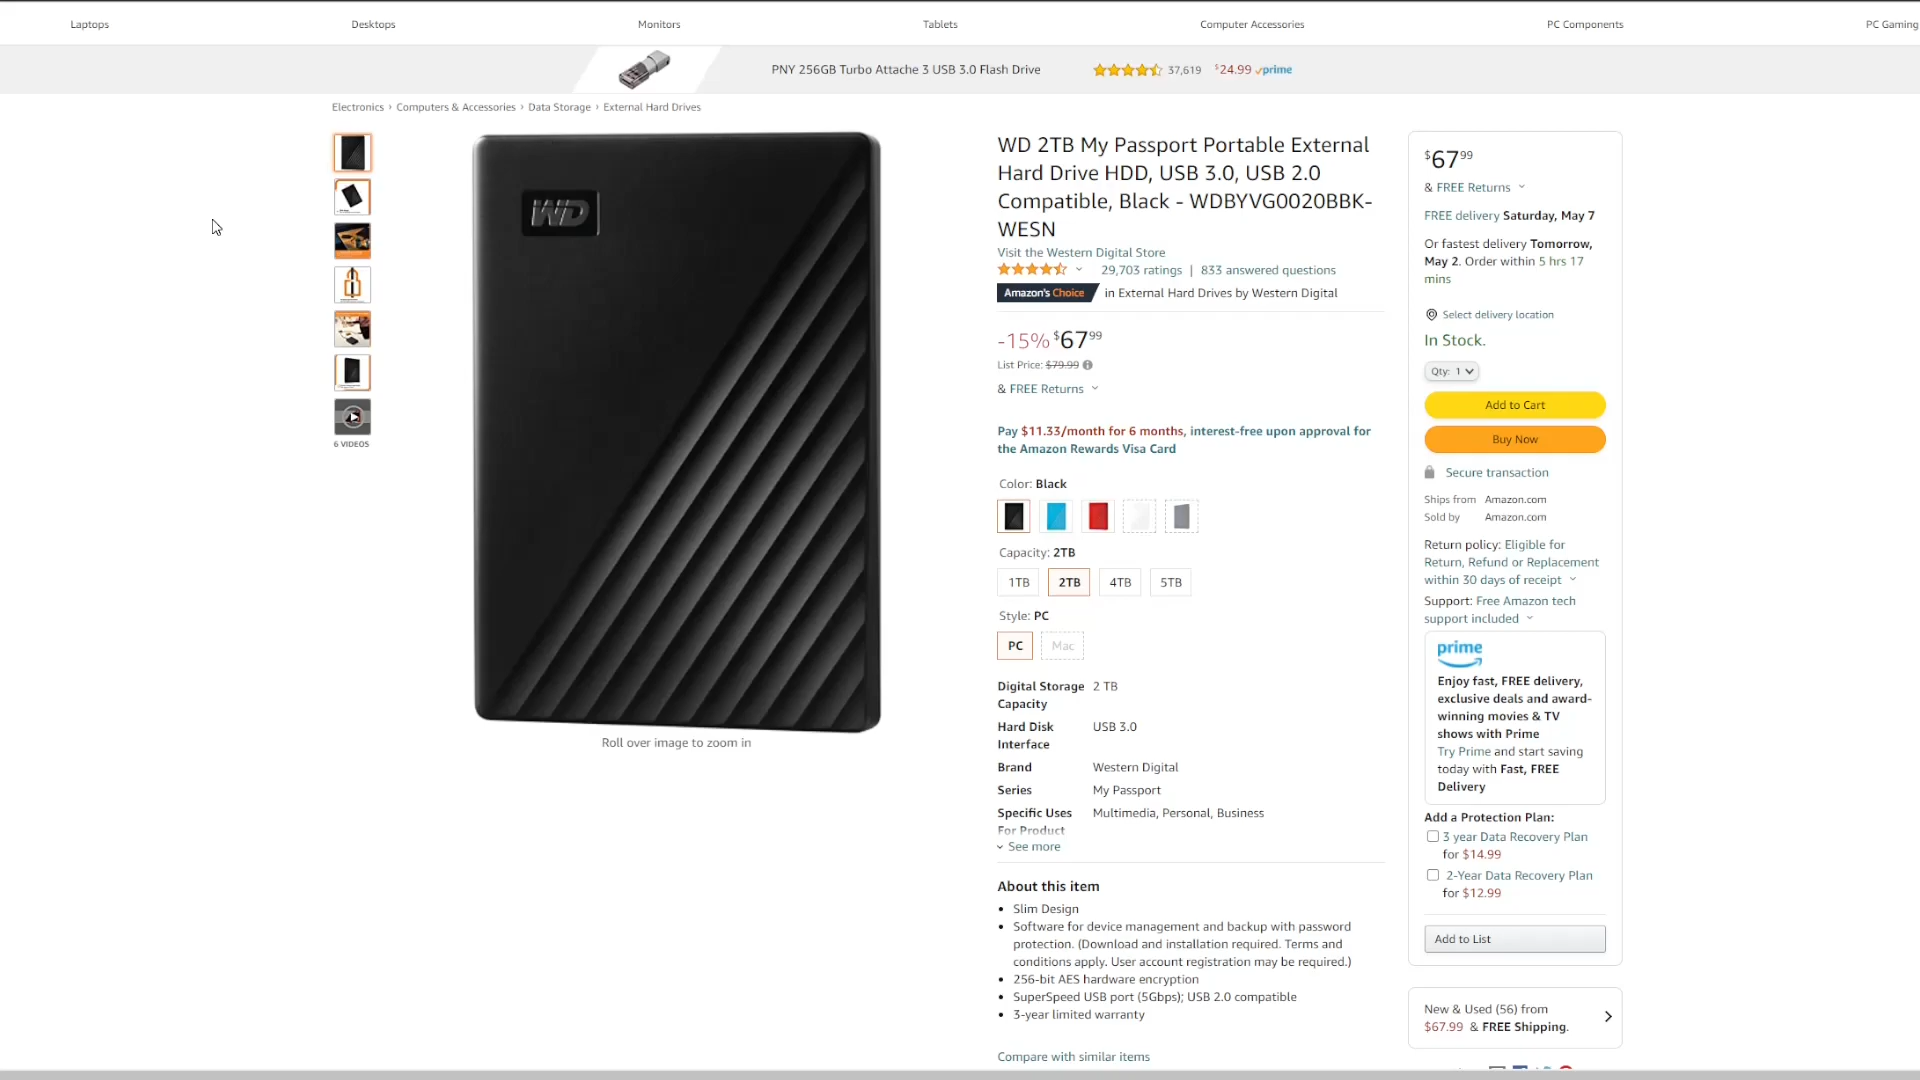 Laptops
Desktops
Monitors
Tablets
Computer Accessories
PC Components
PC Gaming
PNY 256GB Turbo Attache 3 USB 3.0 Flash Drive
37,619
$24.99 prime
Electronics › Computers & Accessories › Data Storage › External Hard Drives
6 VIDEOS
WD
Roll over image to zoom in
WD 2TB My Passport Portable External
Hard Drive HDD, USB 3.0, USB 2.0
Compatible, Black - WDBYVG0020BBK-
WESN
Visit the Western Digital Store
29,703 ratings | 833 answered questions
Amazon's Choice in External Hard Drives by Western Digital
-15% $67 99
List Price: $79.99
& FREE Returns
Pay $11.33/month for 6 months, interest-free upon approval for
the Amazon Rewards Visa Card
Color: Black
Capacity: 2TB
1TB 2TB 4TB 5TB
Style: PC
PC Mac
Digital Storage 2 TB
Capacity
Hard Disk USB 3.0
Interface
Brand Western Digital
Series My Passport
Specific Uses Multimedia, Personal, Business
For Product
See more
About this item
• Slim Design
• Software for device management and backup with password
protection. (Download and installation required. Terms and
conditions apply. User account registration may be required.)
• 256-bit AES hardware encryption
• SuperSpeed USB port (5Gbps); USB 2.0 compatible
• 3-year limited warranty
Compare with similar items
$67 99
& FREE Returns
FREE delivery Saturday, May 7
Or fastest delivery Tomorrow,
May 2. Order within 5 hrs 17
mins
Select delivery location
In Stock.
Qty: 1
Add to Cart
Buy Now
Secure transaction
Ships from Amazon.com
Sold by Amazon.com
Return policy: Eligible for
Return, Refund or Replacement
within 30 days of receipt
Support: Free Amazon tech
support included
prime
Enjoy fast, FREE delivery,
exclusive deals and award-
winning movies & TV
shows with Prime
Try Prime and start saving
today with Fast, FREE
Delivery
Add a Protection Plan:
3 year Data Recovery Plan
for $14.99
2-Year Data Recovery Plan
for $12.99
Add to List
New & Used (56) from
$67.99 & FREE Shipping.